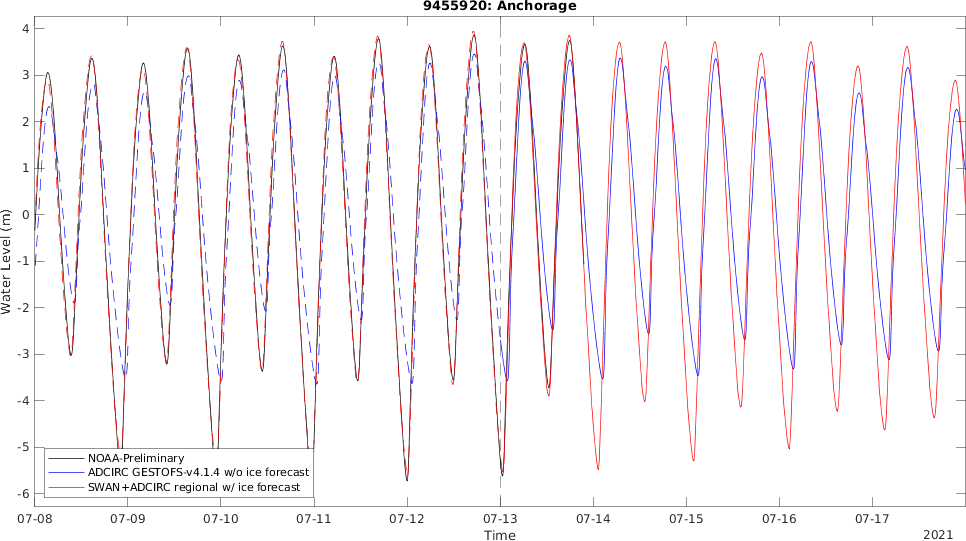 9455920: Anchorage
Water Level (m)
4
3
2
1
0
-1
-2
-3
-4
-5
-6
NOAA-Preliminary
ADCIRC GESTOFS-v4.1.4 w/o ice forecast
SWAN+ADCIRC regional w/ ice forecast
07-08 07-09 07-10 07-11 07-12 07-13 07-14 07-15 07-16 07-17
Time
2021